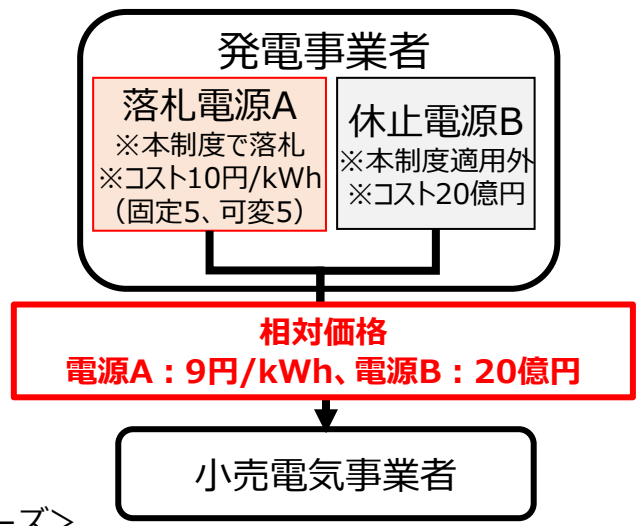 発電事業者
落札電源A
※本制度で落札
※コスト10円/kWh
（固定5、可変5）
休止電源B
※本制度適用外
※コスト20億円
相対価格
電源A：9円/kWh、電源B：20億円
小売電気事業者
ーズ＞